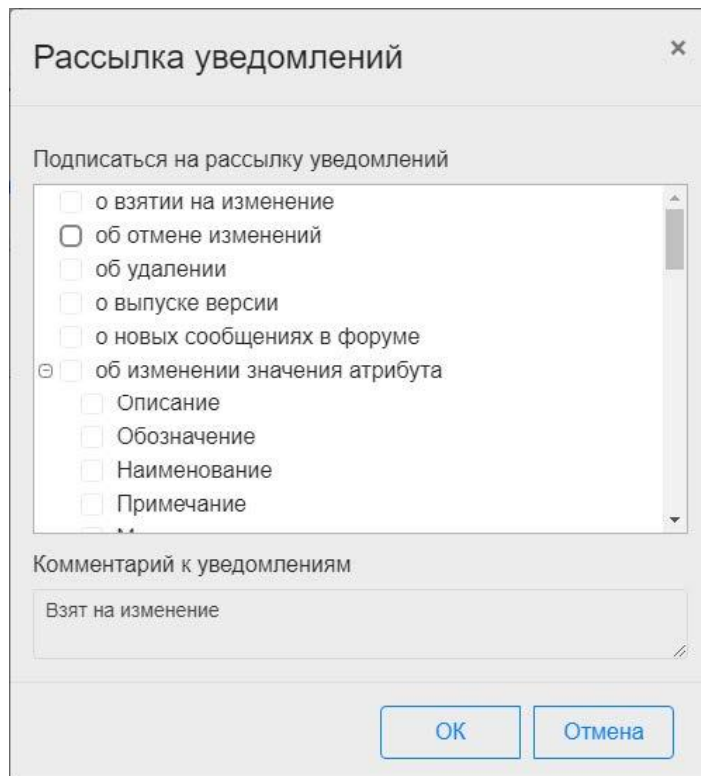 Рассылка уведомлений
Подписаться на рассылку уведомлений
о взятии на изменение
об отмене изменений
об удалении
о выпуске версии
о новых сообщениях в форуме
об изменении значения атрибута
Описание
Обозначение
Наименование
Примечание
Комментарий к уведомлениям
Взят на изменение
ОК
Отмена